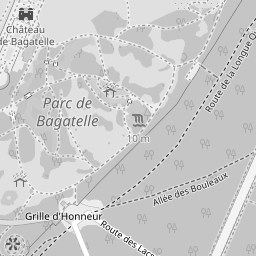 Château
de Bagatelle
Parc de
Bagatelle
10 m
Route de la Longue
Allée des Bouleaux
Grille d'Honneur
Route des Lacs